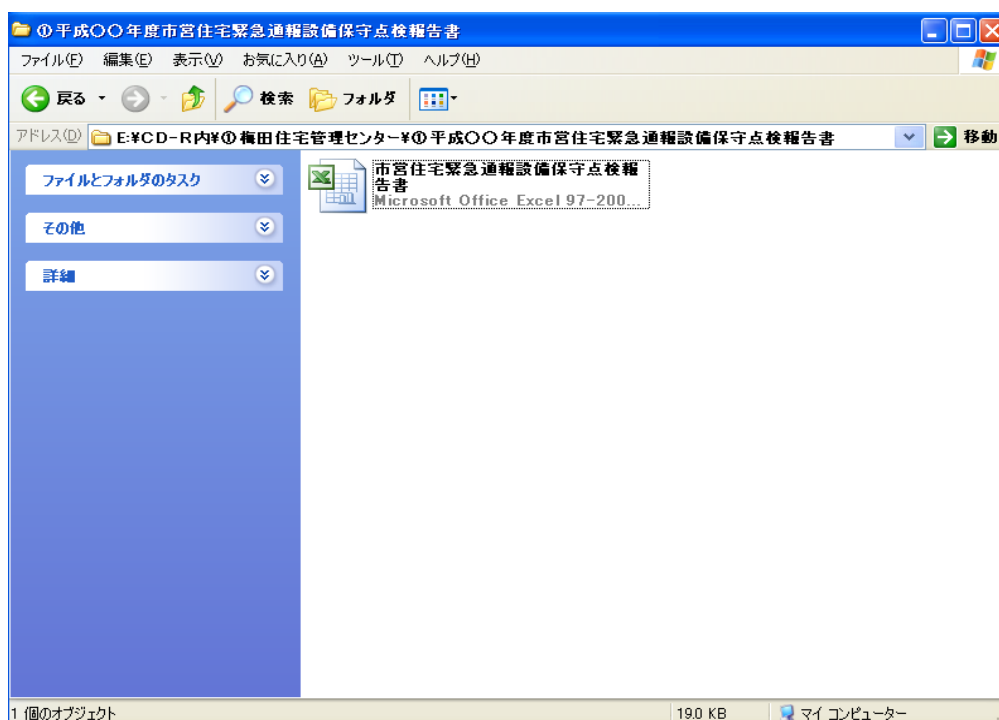 ①平成〇〇年度市営住宅緊急通報設備保守点検報告書
ファイル(F) 編集(E) 表示(V) お気に入り(A) ツール(T) ヘルプ(H)
戻る 検索 フォルダ
アドレス(D) E:¥CD-R内¥①梅田住宅管理センター¥①平成〇〇年度市営住宅緊急通報設備保守点検報告書 移動
ファイルとフォルダのタスク
その他
詳細
市営住宅緊急通報設備保守点検報
告書
Microsoft Office Excel 97-200...
1 個のオブジェクト 19.0 KB マイ コンピューター